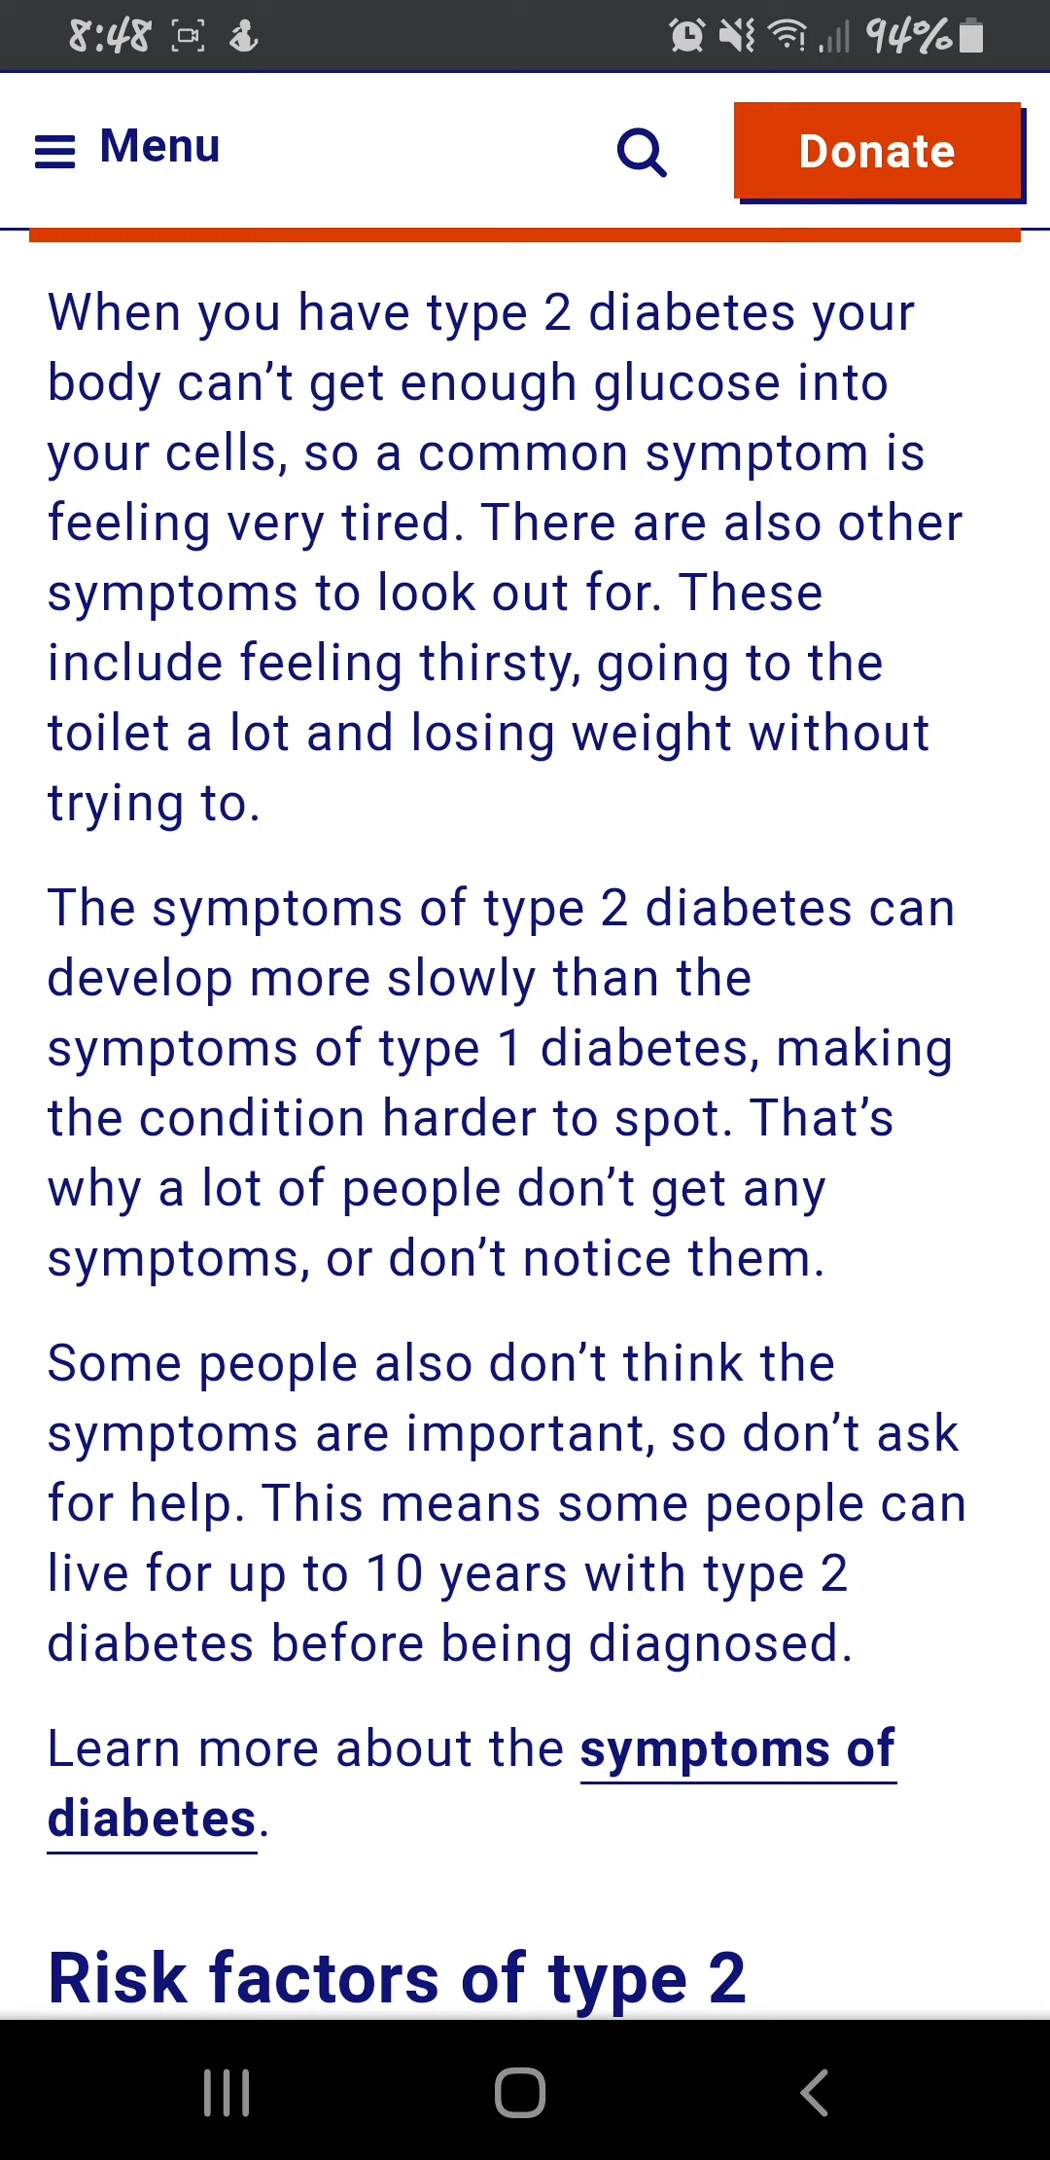 8:48 94%
Menu Donate
When you have type 2 diabetes your
body can’t get enough glucose into
your cells, so a common symptom is
feeling very tired. There are also other
symptoms to look out for. These
include feeling thirsty, going to the
toilet a lot and losing weight without
trying to.
The symptoms of type 2 diabetes can
develop more slowly than the
symptoms of type 1 diabetes, making
the condition harder to spot. That’s
why a lot of people don’t get any
symptoms, or don’t notice them.
Some people also don’t think the
symptoms are important, so don’t ask
for help. This means some people can
live for up to 10 years with type 2
diabetes before being diagnosed.
Learn more about the symptoms of
diabetes.
Risk factors of type 2